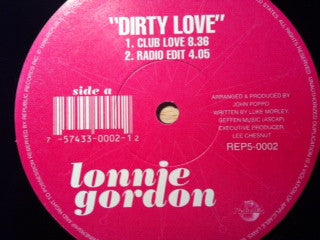 "DIRTY LOVE"
1. CLUB LOVE 8.36
2. RADIO EDIT 4.05
side a
ARRANGED & PRODUCED BY
JOHN POPPO
WRITTEN BY LUKE MORLEY,
GEFFEN MUSIC (ASCAP)
EXECUTIVE PRODUCER,
LEE CHESNUT
REP5-0002
7 57433-0002-1 2
lonnie
gordon